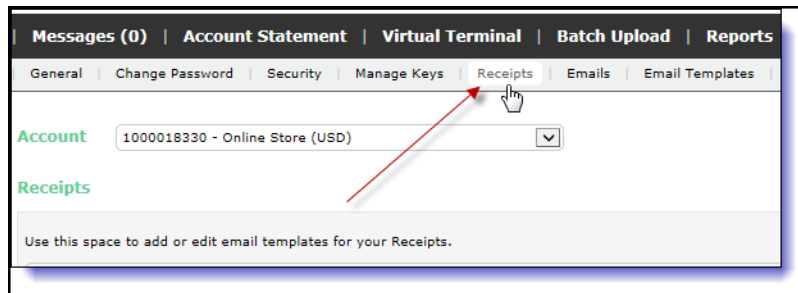 | Messages (0) | Account Statement | Virtual Terminal | Batch Upload | Reports
General | Change Password | Security | Manage Keys | Receipts | Emails | Email Templates |
Account 1000018330 - Online Store (USD)
Receipts
Use this space to add or edit email templates for your Receipts.